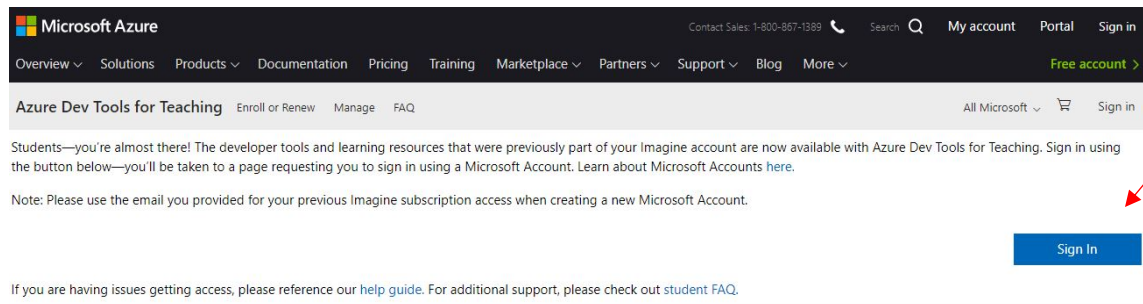 Microsoft Azure Contact Sales: 1-800-867-1389 Search My account Portal Sign in
Overview Solutions Products Documentation Pricing Training Marketplace Partners Support Blog More Free account >
Azure Dev Tools for Teaching Enroll or Renew Manage FAQ All Microsoft Sign in
Students—you're almost there! The developer tools and learning resources that were previously part of your Imagine account are now available with Azure Dev Tools for Teaching. Sign in using
the button below—you'll be taken to a page requesting you to sign in using a Microsoft Account. Learn about Microsoft Accounts here.
Note: Please use the email you provided for your previous Imagine subscription access when creating a new Microsoft Account.
Sign In
If you are having issues getting access, please reference our help guide. For additional support, please check out student FAQ.